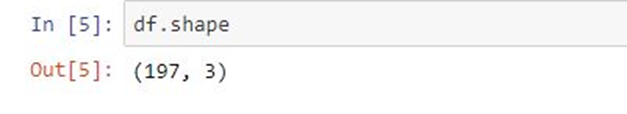 In [5]: df.shape
Out[5]: (197, 3)